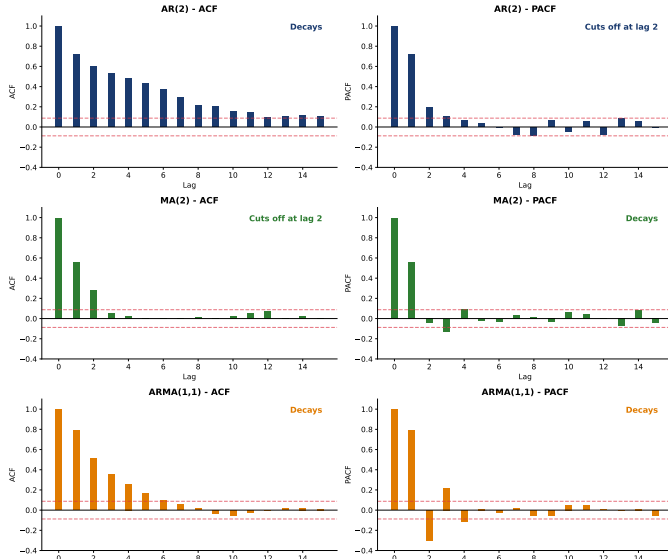 AR(2) - ACF
Decays
ACF
1.0
0.8
0.6
0.4
0.2
0.0
−0.2
−0.4
0 2 4 6 8 10 12 14
Lag
AR(2) - PACF
Cuts off at lag 2
PACF
1.0
0.8
0.6
0.4
0.2
0.0
−0.2
−0.4
0 2 4 6 8 10 12 14
Lag
MA(2) - ACF
Cuts off at lag 2
ACF
1.0
0.8
0.6
0.4
0.2
0.0
−0.2
−0.4
0 2 4 6 8 10 12 14
Lag
MA(2) - PACF
Decays
PACF
1.0
0.8
0.6
0.4
0.2
0.0
−0.2
−0.4
0 2 4 6 8 10 12 14
Lag
ARMA(1,1) - ACF
Decays
ACF
1.0
0.8
0.6
0.4
0.2
0.0
−0.2
−0.4
0 2 4 6 8 10 12 14
ARMA(1,1) - PACF
Decays
PACF
1.0
0.8
0.6
0.4
0.2
0.0
−0.2
−0.4
0 2 4 6 8 10 12 14